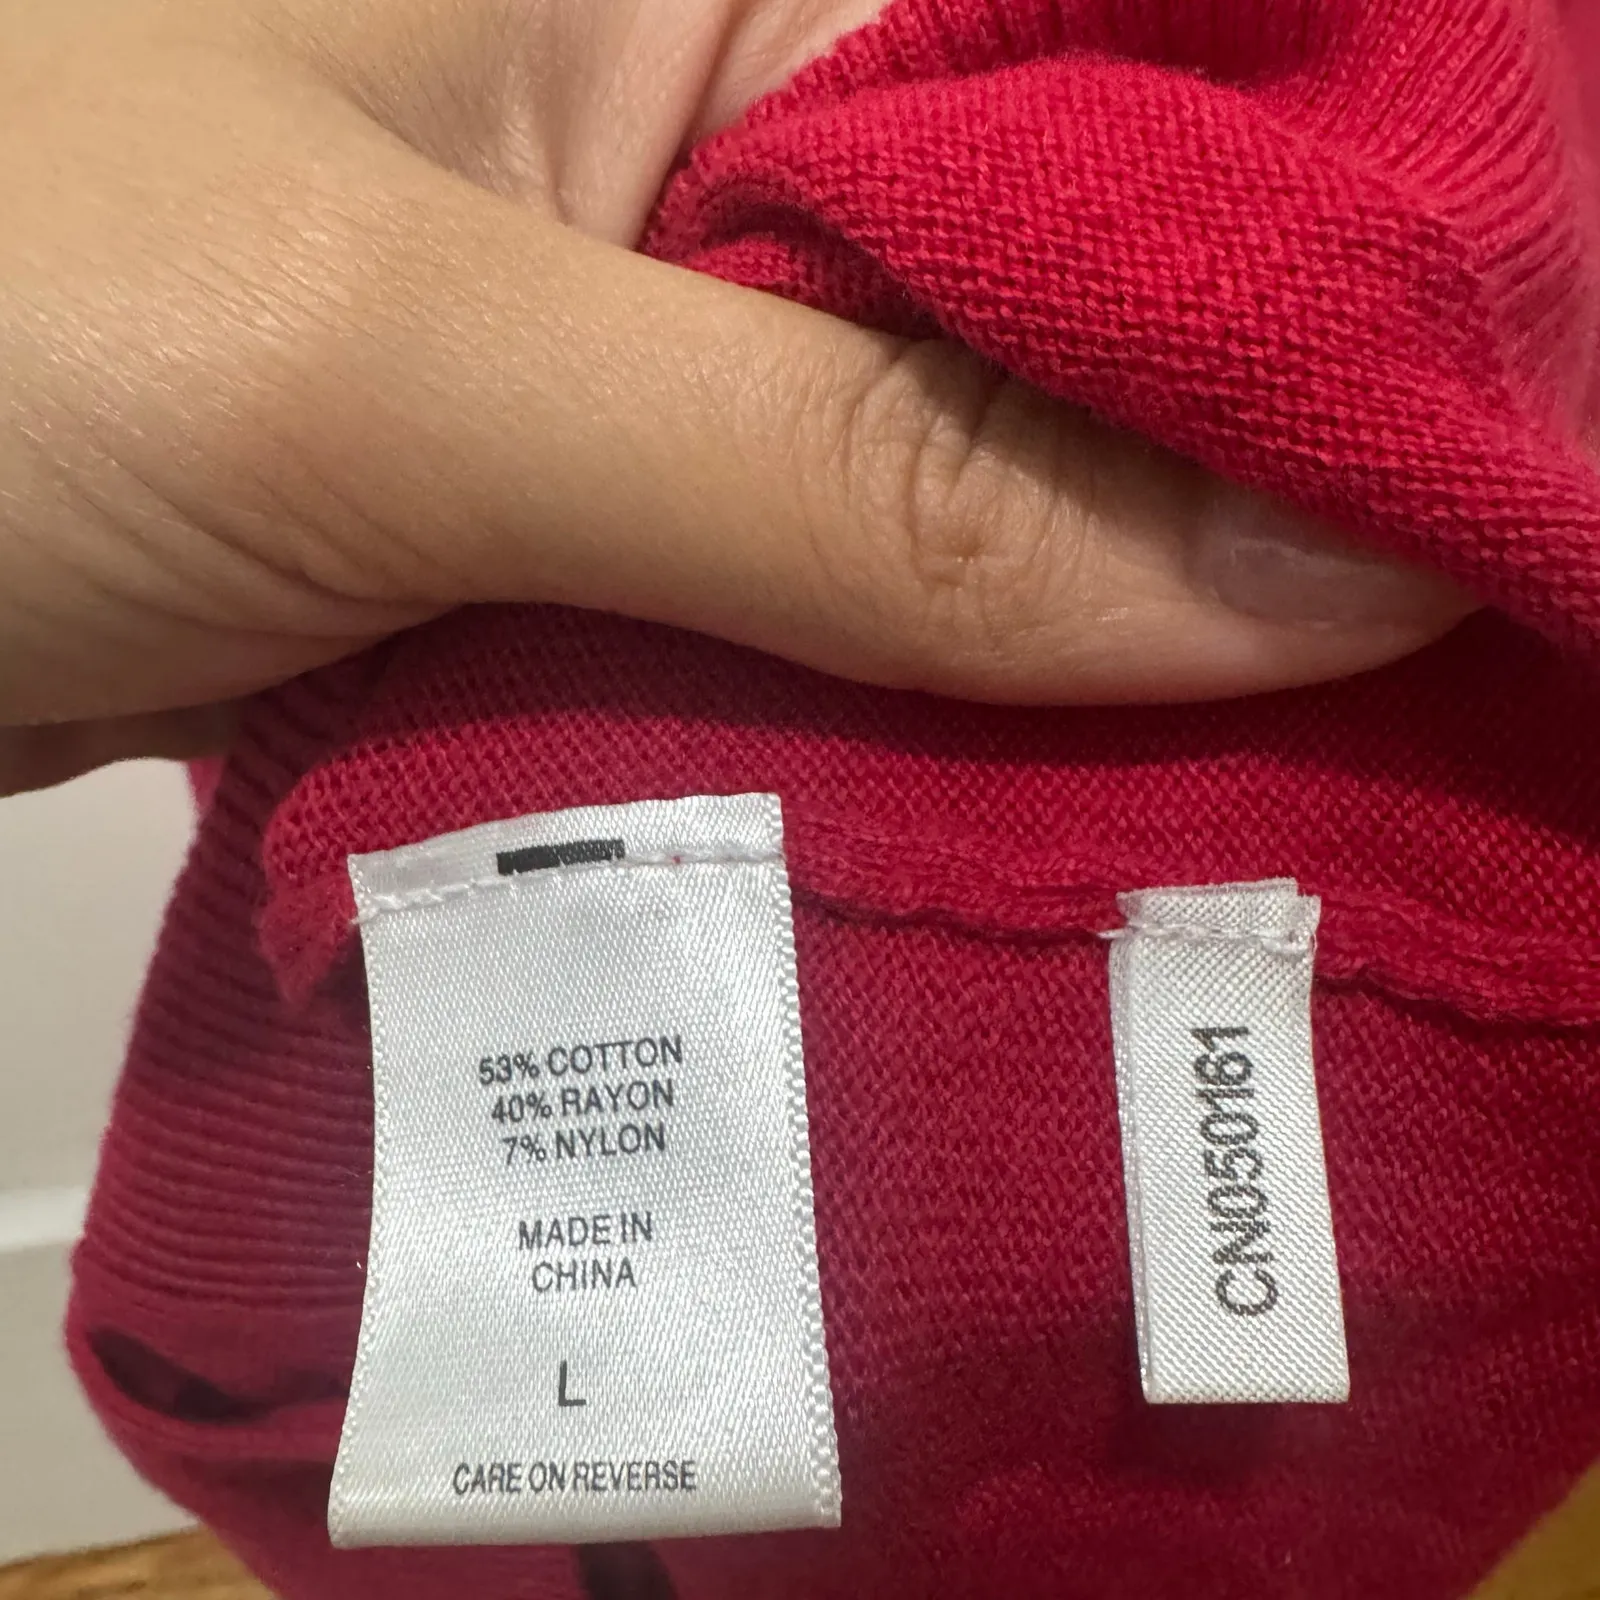 53% COTTON
40% RAYON
7% NYLON
MADE IN
CHINA
L
CARE ON REVERSE
CN050161